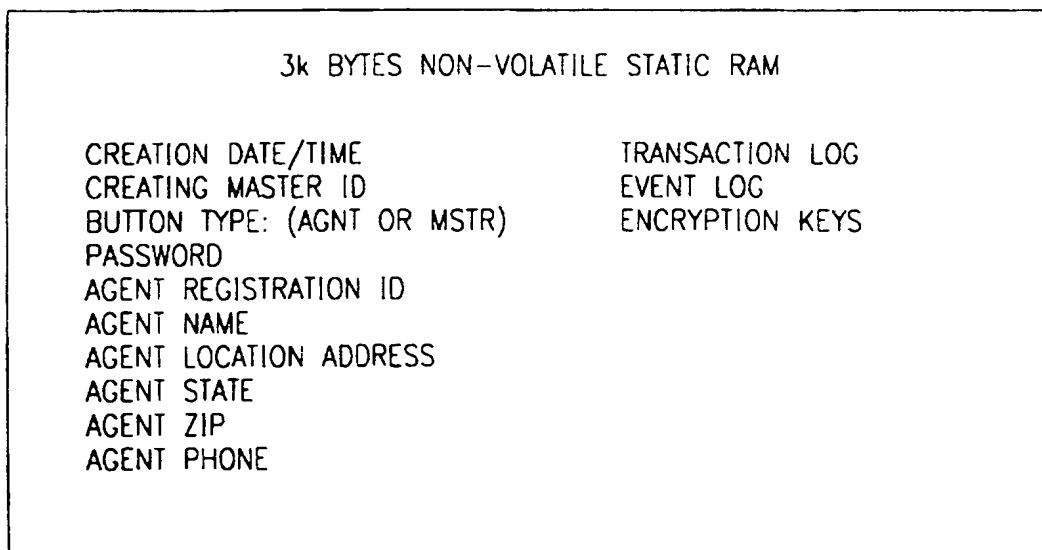 3k BYTES NON-VOLATILE STATIC RAM
CREATION DATE/TIME
CREATING MASTER ID
BUTTON TYPE: (AGNT OR MSTR)
PASSWORD
AGENT REGISTRATION ID
AGENT NAME
AGENT LOCATION ADDRESS
AGENT STATE
AGENT ZIP
AGENT PHONE
TRANSACTION LOG
EVENT LOG
ENCRYPTION KEYS